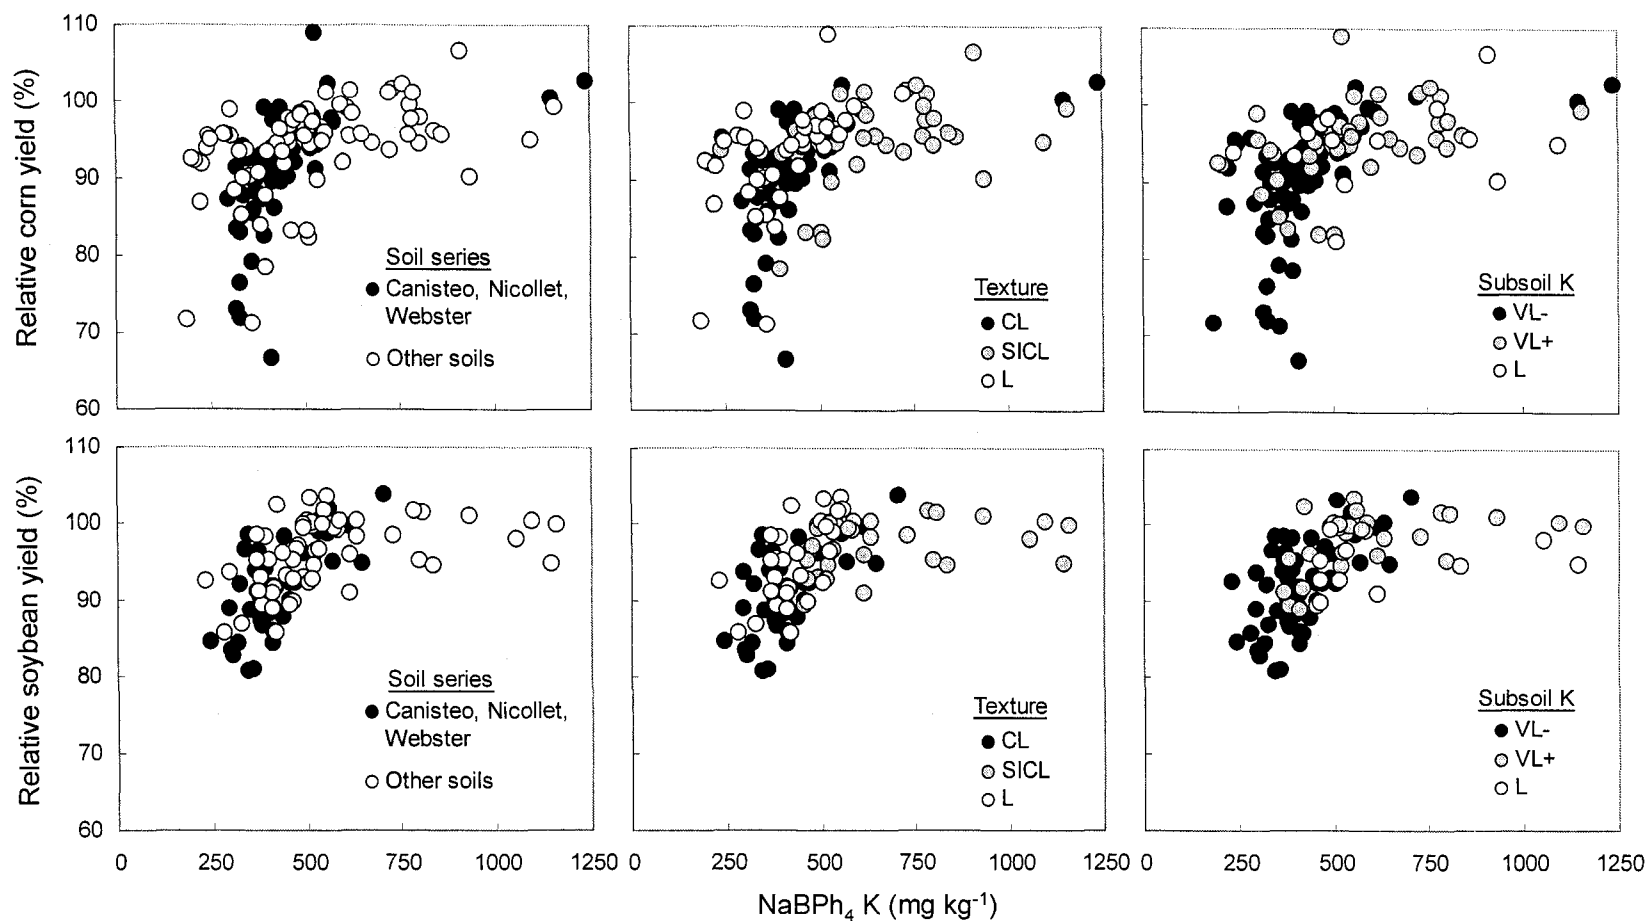 Relative corn yield (%)
110
100
90
80
70
60
Soil series
Canisteo, Nicollet,
Webster
Other soils
Texture
CL
SICL
L
Subsoil K
VL-
VL+
L
Relative soybean yield (%)
110
100
90
80
70
60
Soil series
Canisteo, Nicollet,
Webster
Other soils
Texture
CL
SICL
L
Subsoil K
VL-
VL+
L
0 250 500 750 1000 1250
0 250 500 750 1000 1250
0 250 500 750 1000 1250
NaBPh₄ K (mg kg⁻¹)